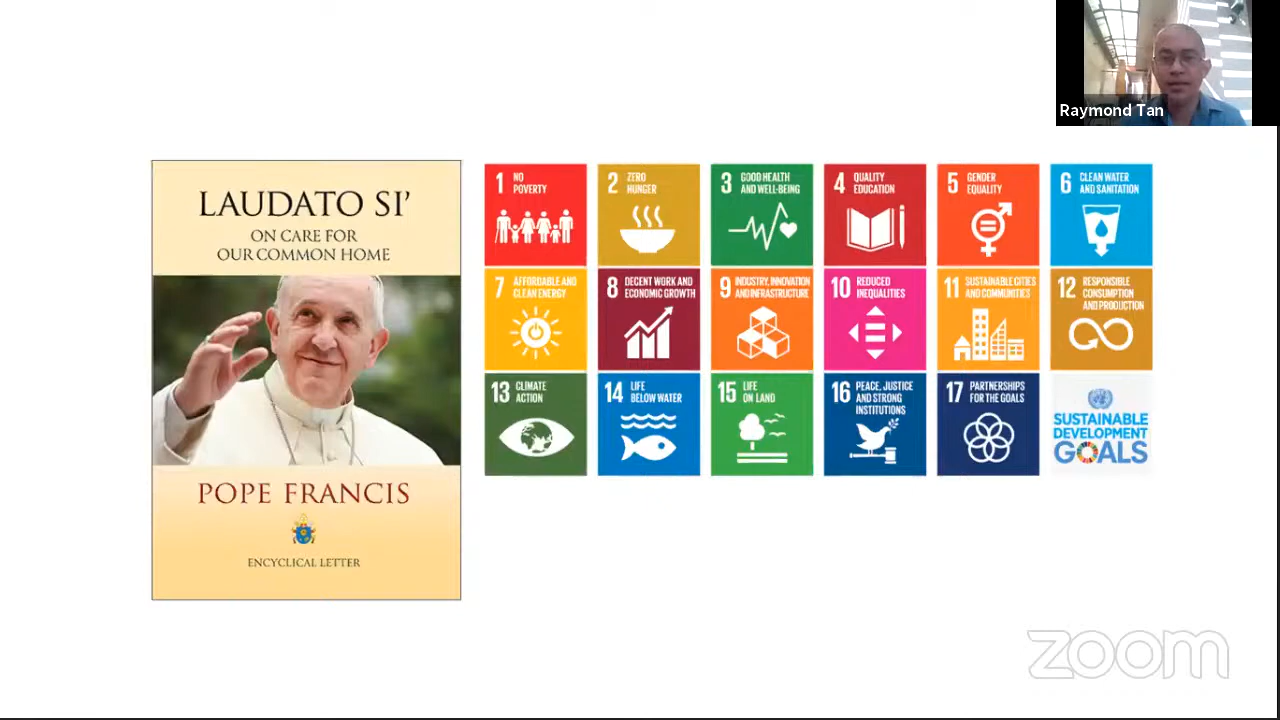 Raymond Tan
LAUDATO SI'
ON CARE FOR
OUR COMMON HOME
POPE FRANCIS
ENCYCLICAL LETTER
1 NO
POVERTY
2 ZERO
HUNGER
3 GOOD HEALTH
AND WELL-BEING
4 QUALITY
EDUCATION
5 GENDER
EQUALITY
6 CLEAN WATER
AND SANITATION
7 AFFORDABLE AND
CLEAN ENERGY
8 DECENT WORK AND
ECONOMIC GROWTH
9 INDUSTRY, INNOVATION
AND INFRASTRUCTURE
10 REDUCED
INEQUALITIES
11 SUSTAINABLE CITIES
AND COMMUNITIES
12 RESPONSIBLE
CONSUMPTION
AND PRODUCTION
13 CLIMATE
ACTION
14 LIFE
BELOW WATER
15 LIFE
ON LAND
16 PEACE, JUSTICE
AND STRONG
INSTITUTIONS
17 PARTNERSHIPS
FOR THE GOALS
SUSTAINABLE
DEVELOPMENT
GOALS
zoom